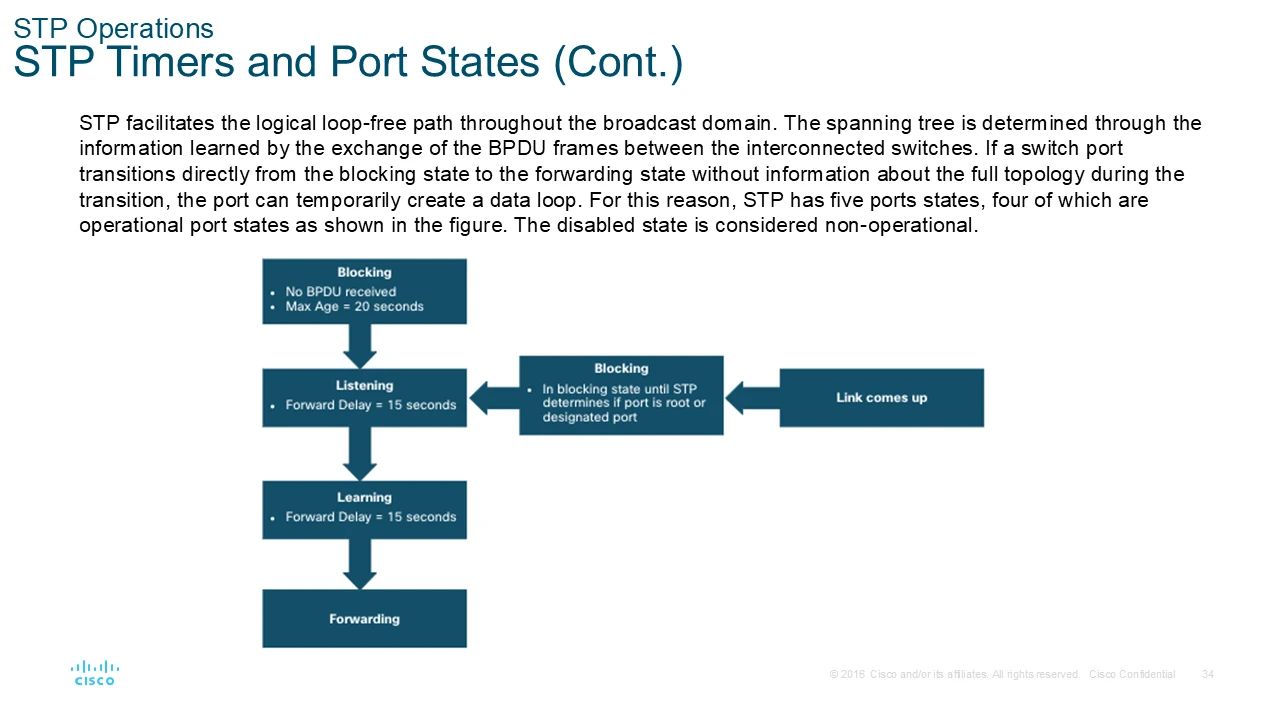 STP Operations
STP Timers and Port States (Cont.)
STP facilitates the logical loop-free path throughout the broadcast domain. The spanning tree is determined through the
information learned by the exchange of the BPDU frames between the interconnected switches. If a switch port
transitions directly from the blocking state to the forwarding state without information about the full topology during the
transition, the port can temporarily create a data loop. For this reason, STP has five ports states, four of which are
operational port states as shown in the figure. The disabled state is considered non-operational.
Blocking
• No BPDU received
• Max Age = 20 seconds
Listening
• Forward Delay = 15 seconds
Blocking
• In blocking state until STP
determines if port is root or
designated port
Link comes up
Learning
• Forward Delay = 15 seconds
Forwarding
CISCO
© 2016 Cisco and/or its affiliates. All rights reserved. Cisco Confidential
34